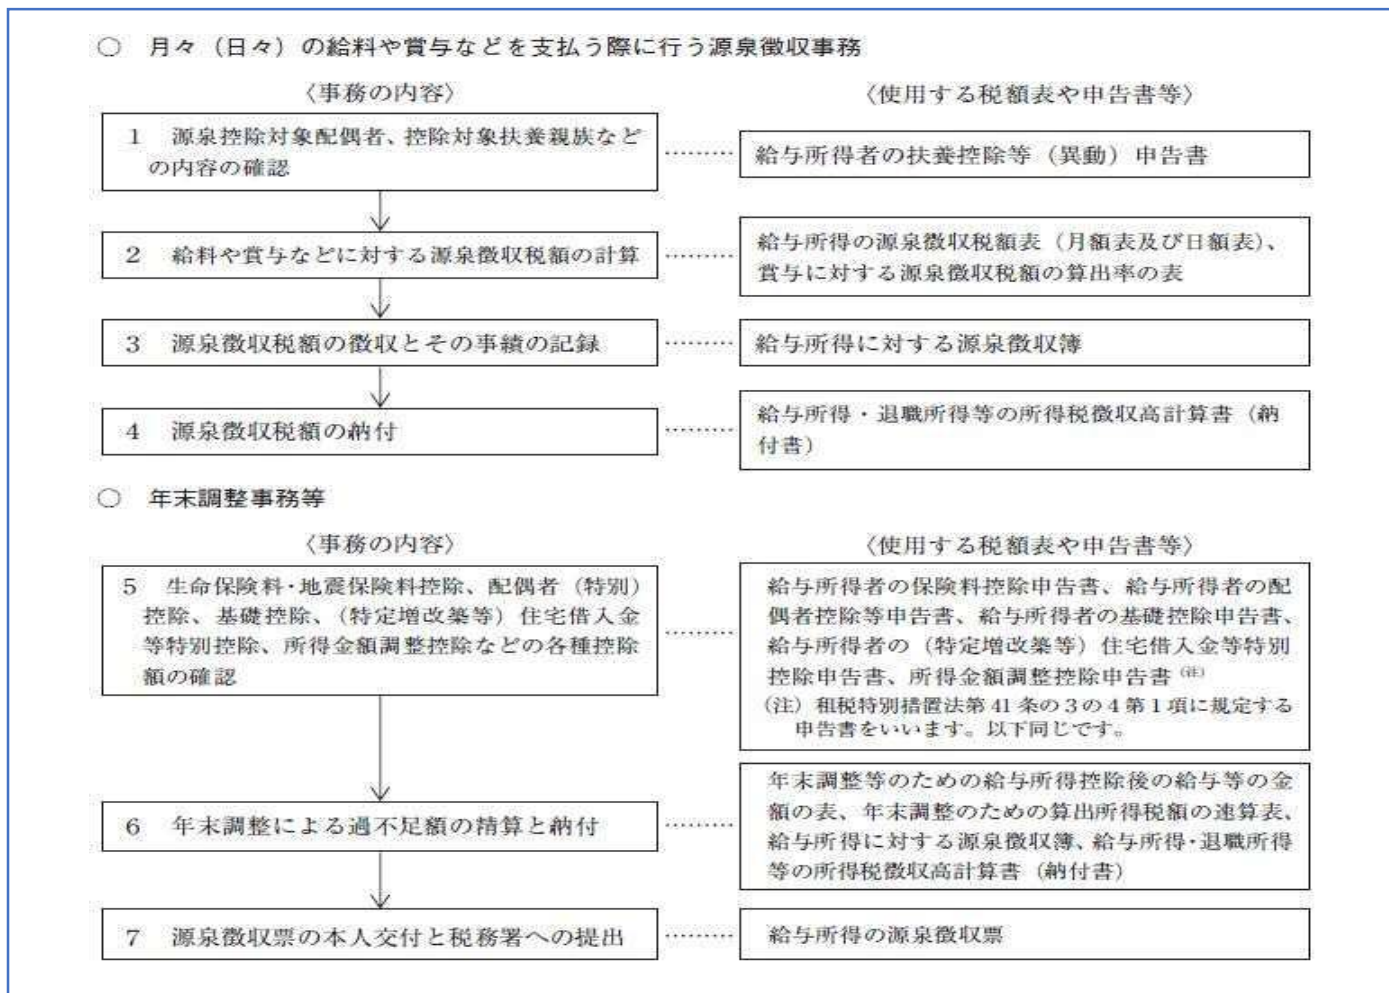 ○　月々（日々）の給料や賞与などを支払う際に行う源泉徴収事務
〈事務の内容〉
〈使用する税額表や申告書等〉
1　源泉控除対象配偶者、控除対象扶養親族など
の内容の確認
給与所得者の扶養控除等（異動）申告書
2　給料や賞与などに対する源泉徴収税額の計算
給与所得の源泉徴収税額表（月額表及び日額表）、
賞与に対する源泉徴収税額の算出率の表
3　源泉徴収税額の徴収とその事績の記録
給与所得に対する源泉徴収簿
4　源泉徴収税額の納付
給与所得・退職所得等の所得税徴収高計算書（納
付書）
○　年末調整事務等
〈事務の内容〉
〈使用する税額表や申告書等〉
5　生命保険料・地震保険料控除、配偶者（特別）
控除、基礎控除、（特定増改築等）住宅借入金
等特別控除、所得金額調整控除などの各種控除
額の確認
給与所得者の保険料控除申告書、給与所得者の配
偶者控除等申告書、給与所得者の基礎控除申告書、
給与所得者の（特定増改築等）住宅借入金等特別
控除申告書、所得金額調整控除申告書（注）
（注）租税特別措置法第41条の3の4第1項に規定する
申告書をいいます。以下同じです。
6　年末調整による過不足額の精算と納付
年末調整等のための給与所得控除後の給与等の金
額の表、年末調整のための算出所得税額の速算表、
給与所得に対する源泉徴収簿、給与所得・退職所得
等の所得税徴収高計算書（納付書）
7　源泉徴収票の本人交付と税務署への提出
給与所得の源泉徴収票